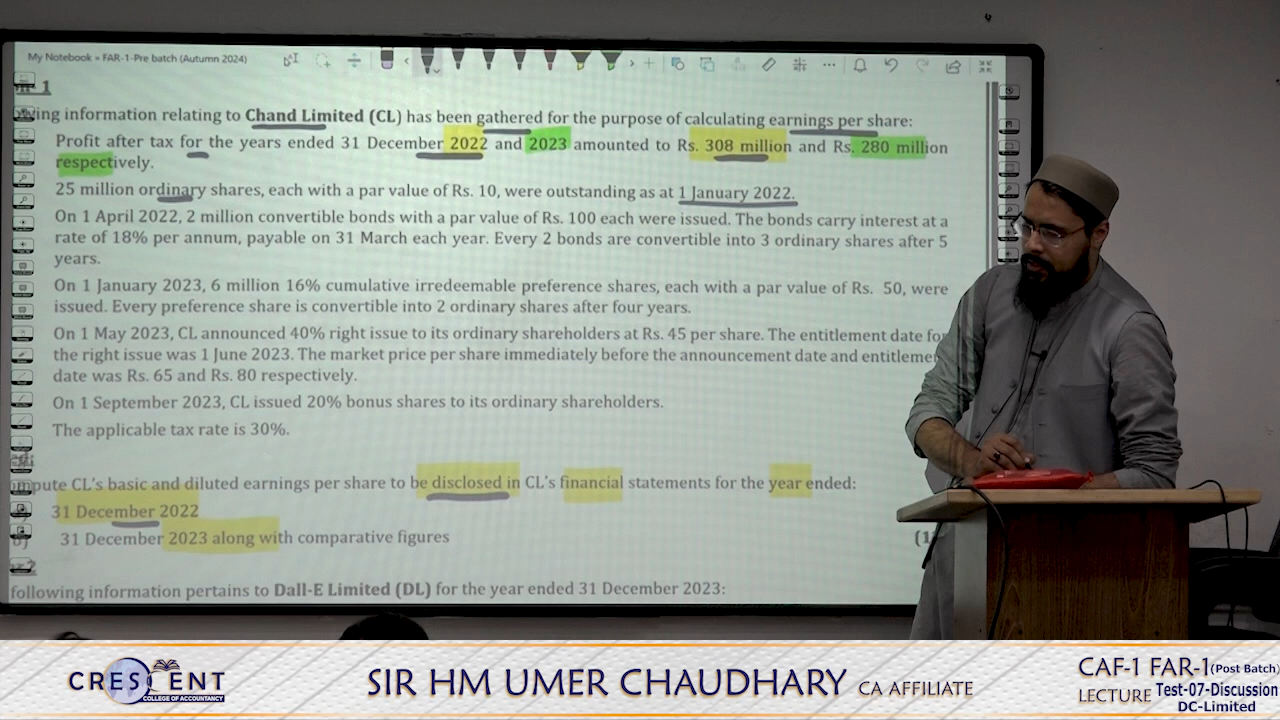 My Notebook » FAR-1-Pre batch (Autumn 2024)
1
wing information relating to Chand Limited (CL) has been gathered for the purpose of calculating earnings per share:
Profit after tax for the years ended 31 December 2022 and 2023 amounted to Rs. 308 million and Rs. 280 million
respectively.
25 million ordinary shares, each with a par value of Rs. 10, were outstanding as at 1 January 2022.
On 1 April 2022, 2 million convertible bonds with a par value of Rs. 100 each were issued. The bonds carry interest at a
rate of 18% per annum, payable on 31 March each year. Every 2 bonds are convertible into 3 ordinary shares after 5
years.
On 1 January 2023, 6 million 16% cumulative irredeemable preference shares, each with a par value of Rs. 50, were
issued. Every preference share is convertible into 2 ordinary shares after four years.
On 1 May 2023, CL announced 40% right issue to its ordinary shareholders at Rs. 45 per share. The entitlement date for
the right issue was 1 June 2023. The market price per share immediately before the announcement date and entitleme
date was Rs. 65 and Rs. 80 respectively.
On 1 September 2023, CL issued 20% bonus shares to its ordinary shareholders.
The applicable tax rate is 30%.
mpute CL's basic and diluted earnings per share to be disclosed in CL's financial statements for the year ended:
31 December 2022
b) 31 December 2023 along with comparative figures (1
2
following information pertains to Dall-E Limited (DL) for the year ended 31 December 2023:
CRESCENT
COLLEGE OF ACCOUNTANCY
SIR HM UMER CHAUDHARY CA AFFILIATE
CAF-1 FAR-1 (Post Batch)
LECTURE Test-07-Discussion
DC-Limited